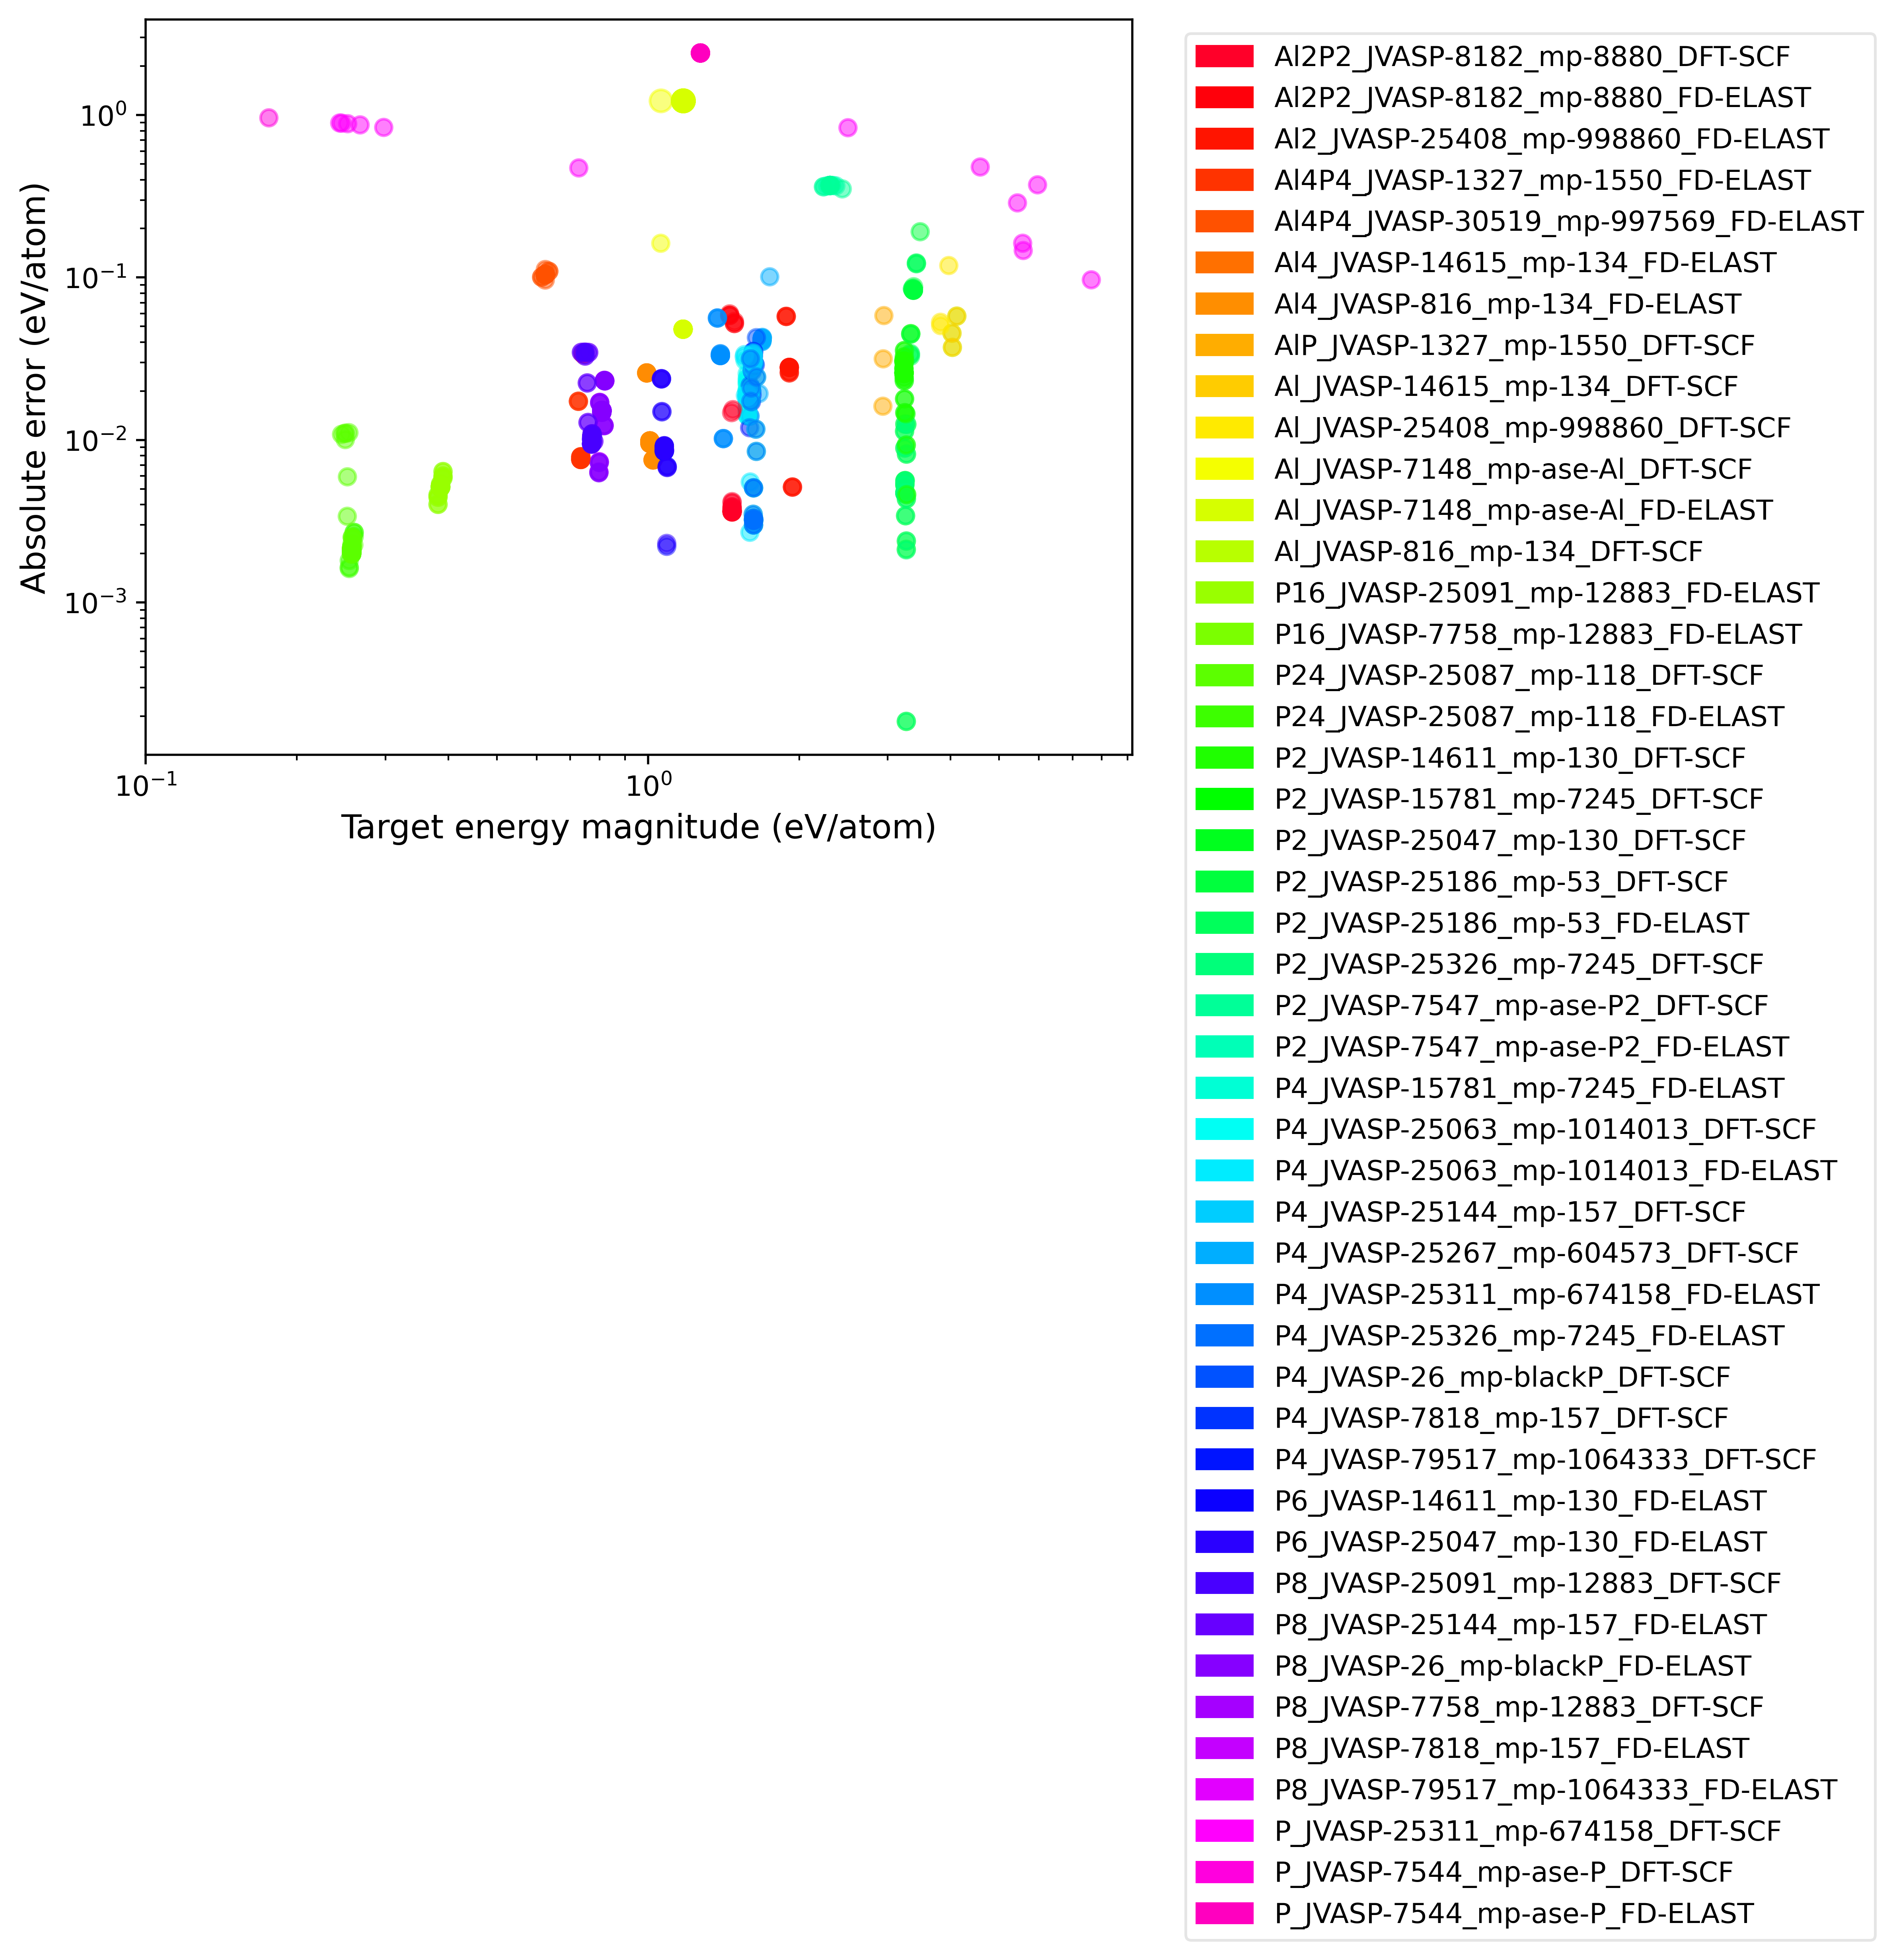 10⁰
10⁻¹
10⁻²
10⁻³
Absolute error (eV/atom)
10⁻¹
10⁰
Target energy magnitude (eV/atom)
Al2P2_JVASP-8182_mp-8880_DFT-SCF
Al2P2_JVASP-8182_mp-8880_FD-ELAST
Al2_JVASP-25408_mp-998860_FD-ELAST
Al4P4_JVASP-1327_mp-1550_FD-ELAST
Al4P4_JVASP-30519_mp-997569_FD-ELAST
Al4_JVASP-14615_mp-134_FD-ELAST
Al4_JVASP-816_mp-134_FD-ELAST
AlP_JVASP-1327_mp-1550_DFT-SCF
Al_JVASP-14615_mp-134_DFT-SCF
Al_JVASP-25408_mp-998860_DFT-SCF
Al_JVASP-7148_mp-ase-Al_DFT-SCF
Al_JVASP-7148_mp-ase-Al_FD-ELAST
Al_JVASP-816_mp-134_DFT-SCF
P16_JVASP-25091_mp-12883_FD-ELAST
P16_JVASP-7758_mp-12883_FD-ELAST
P24_JVASP-25087_mp-118_DFT-SCF
P24_JVASP-25087_mp-118_FD-ELAST
P2_JVASP-14611_mp-130_DFT-SCF
P2_JVASP-15781_mp-7245_DFT-SCF
P2_JVASP-25047_mp-130_DFT-SCF
P2_JVASP-25186_mp-53_DFT-SCF
P2_JVASP-25186_mp-53_FD-ELAST
P2_JVASP-25326_mp-7245_DFT-SCF
P2_JVASP-7547_mp-ase-P2_DFT-SCF
P2_JVASP-7547_mp-ase-P2_FD-ELAST
P4_JVASP-15781_mp-7245_FD-ELAST
P4_JVASP-25063_mp-1014013_DFT-SCF
P4_JVASP-25063_mp-1014013_FD-ELAST
P4_JVASP-25144_mp-157_DFT-SCF
P4_JVASP-25267_mp-604573_DFT-SCF
P4_JVASP-25311_mp-674158_FD-ELAST
P4_JVASP-25326_mp-7245_FD-ELAST
P4_JVASP-26_mp-blackP_DFT-SCF
P4_JVASP-7818_mp-157_DFT-SCF
P4_JVASP-79517_mp-1064333_DFT-SCF
P6_JVASP-14611_mp-130_FD-ELAST
P6_JVASP-25047_mp-130_FD-ELAST
P8_JVASP-25091_mp-12883_DFT-SCF
P8_JVASP-25144_mp-157_FD-ELAST
P8_JVASP-26_mp-blackP_FD-ELAST
P8_JVASP-7758_mp-12883_DFT-SCF
P8_JVASP-7818_mp-157_FD-ELAST
P8_JVASP-79517_mp-1064333_FD-ELAST
P_JVASP-25311_mp-674158_DFT-SCF
P_JVASP-7544_mp-ase-P_DFT-SCF
P_JVASP-7544_mp-ase-P_FD-ELAST